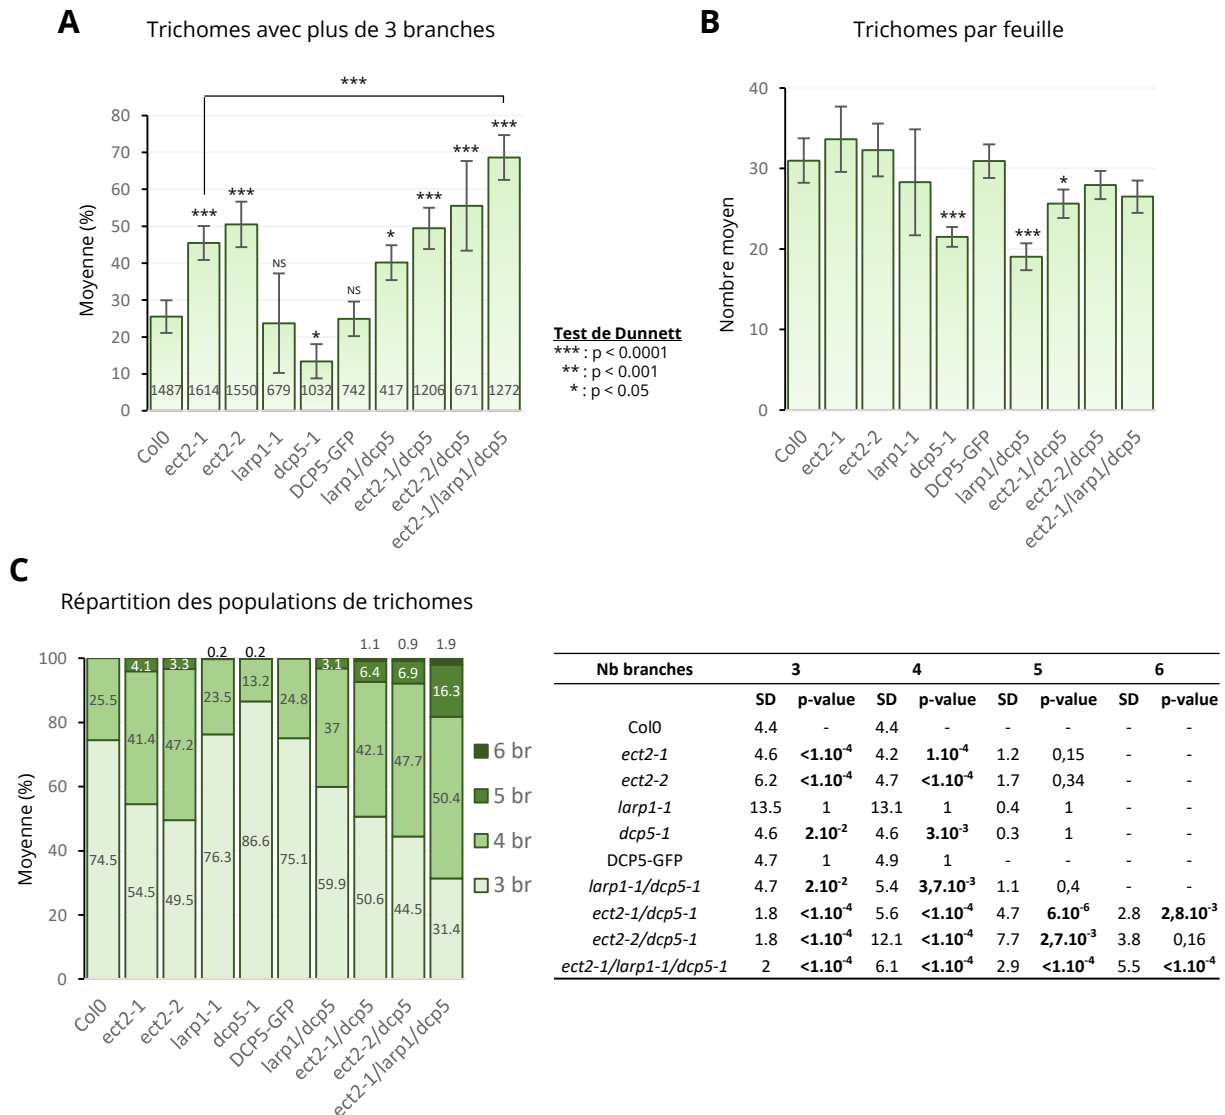 A
Trichomes avec plus de 3 branches
***
Moyenne (%)
80
70
60
50
40
30
20
10
0
*** *** NS * NS * *** *** ***
1487 1614 1550 679 1032 742 417 1206 671 1272
Col0 ect2-1 ect2-2 larp1-1 dcp5-1 DCP5-GFP larp1/dcp5 ect2-1/dcp5 ect2-2/dcp5 ect2-1/larp1/dcp5
Test de Dunnett
*** : p < 0.0001
** : p < 0.001
* : p < 0.05
B
Trichomes par feuille
Nombre moyen
40
30
20
10
0
*** *** *
Col0 ect2-1 ect2-2 larp1-1 dcp5-1 DCP5-GFP larp1/dcp5 ect2-1/dcp5 ect2-2/dcp5 ect2-1/larp1/dcp5
C
Répartition des populations de trichomes
Moyenne (%)
100
80
60
40
20
0
0.2 0.2 1.1 0.9 1.9
4.1 3.3 3.1 6.4 6.9 16.3
25.5 41.4 47.2 23.5 13.2 24.8 37 42.1 47.7 50.4
74.5 54.5 49.5 76.3 86.6 75.1 59.9 50.6 44.5 31.4
Col0 ect2-1 ect2-2 larp1-1 dcp5-1 DCP5-GFP larp1/dcp5 ect2-1/dcp5 ect2-2/dcp5 ect2-1/larp1/dcp5
6 br
5 br
4 br
3 br
Nb branches 3 4 5 6
SD p-value SD p-value SD p-value SD p-value
Col0 4.4 - 4.4 - - - - -
ect2-1 4.6 <1.10⁻⁴ 4.2 1.10⁻⁴ 1.2 0,15 - -
ect2-2 6.2 <1.10⁻⁴ 4.7 <1.10⁻⁴ 1.7 0,34 - -
larp1-1 13.5 1 13.1 1 0.4 1 - -
dcp5-1 4.6 2.10⁻² 4.6 3.10⁻³ 0.3 1 - -
DCP5-GFP 4.7 1 4.9 1 - - - -
larp1-1/dcp5-1 4.7 2.10⁻² 5.4 3,7.10⁻³ 1.1 0,4 - -
ect2-1/dcp5-1 1.8 <1.10⁻⁴ 5.6 <1.10⁻⁴ 4.7 6.10⁻⁶ 2.8 2,8.10⁻³
ect2-2/dcp5-1 1.8 <1.10⁻⁴ 12.1 <1.10⁻⁴ 7.7 2,7.10⁻³ 3.8 0,16
ect2-1/larp1-1/dcp5-1 2 <1.10⁻⁴ 6.1 <1.10⁻⁴ 2.9 <1.10⁻⁴ 5.5 <1.10⁻⁴